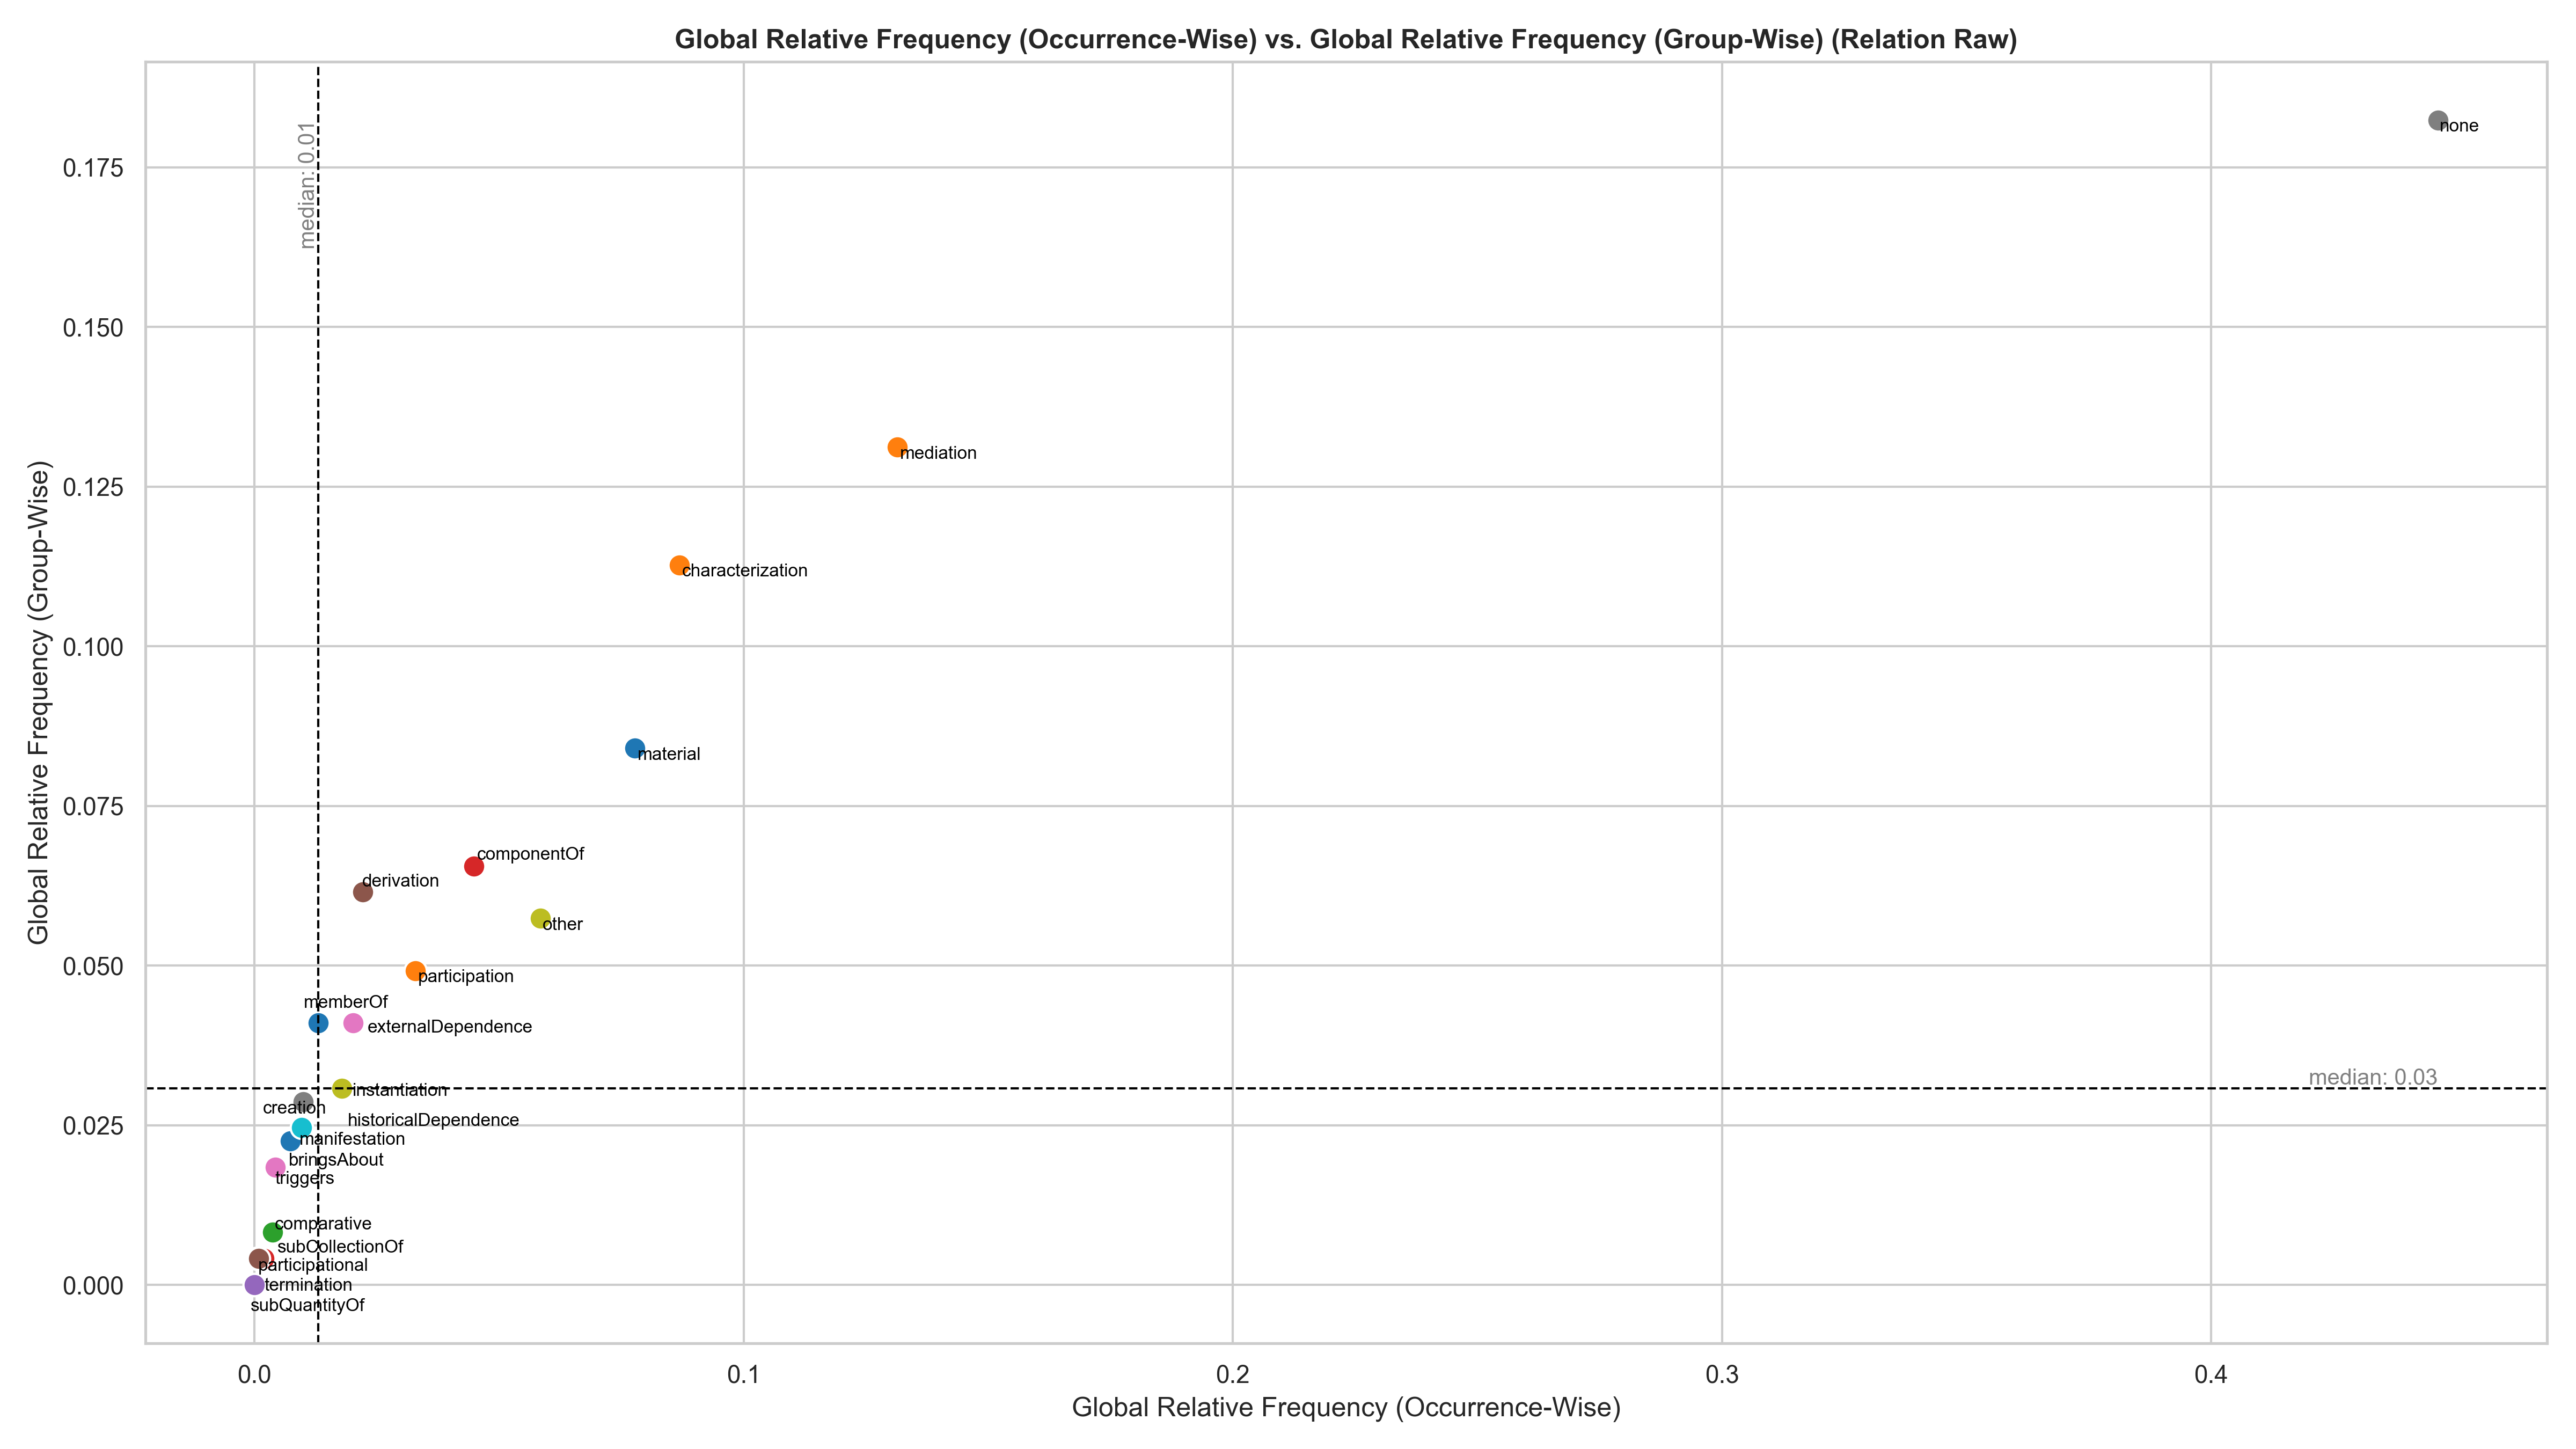 Global Relative Frequency (Occurrence-Wise) vs. Global Relative Frequency (Group-Wise) (Relation Raw)
Global Relative Frequency (Group-Wise)
0.175
0.150
0.125
0.100
0.075
0.050
0.025
0.000
median: 0.01
none
mediation
characterization
material
componentOf
derivation
other
participation
memberOf
externalDependence
median: 0.03
instantiation
creation
historicalDependence
manifestation
bringsAbout
triggers
comparative
subCollectionOf
participational
termination
subQuantityOf
0.0
0.1
0.2
0.3
0.4
Global Relative Frequency (Occurrence-Wise)